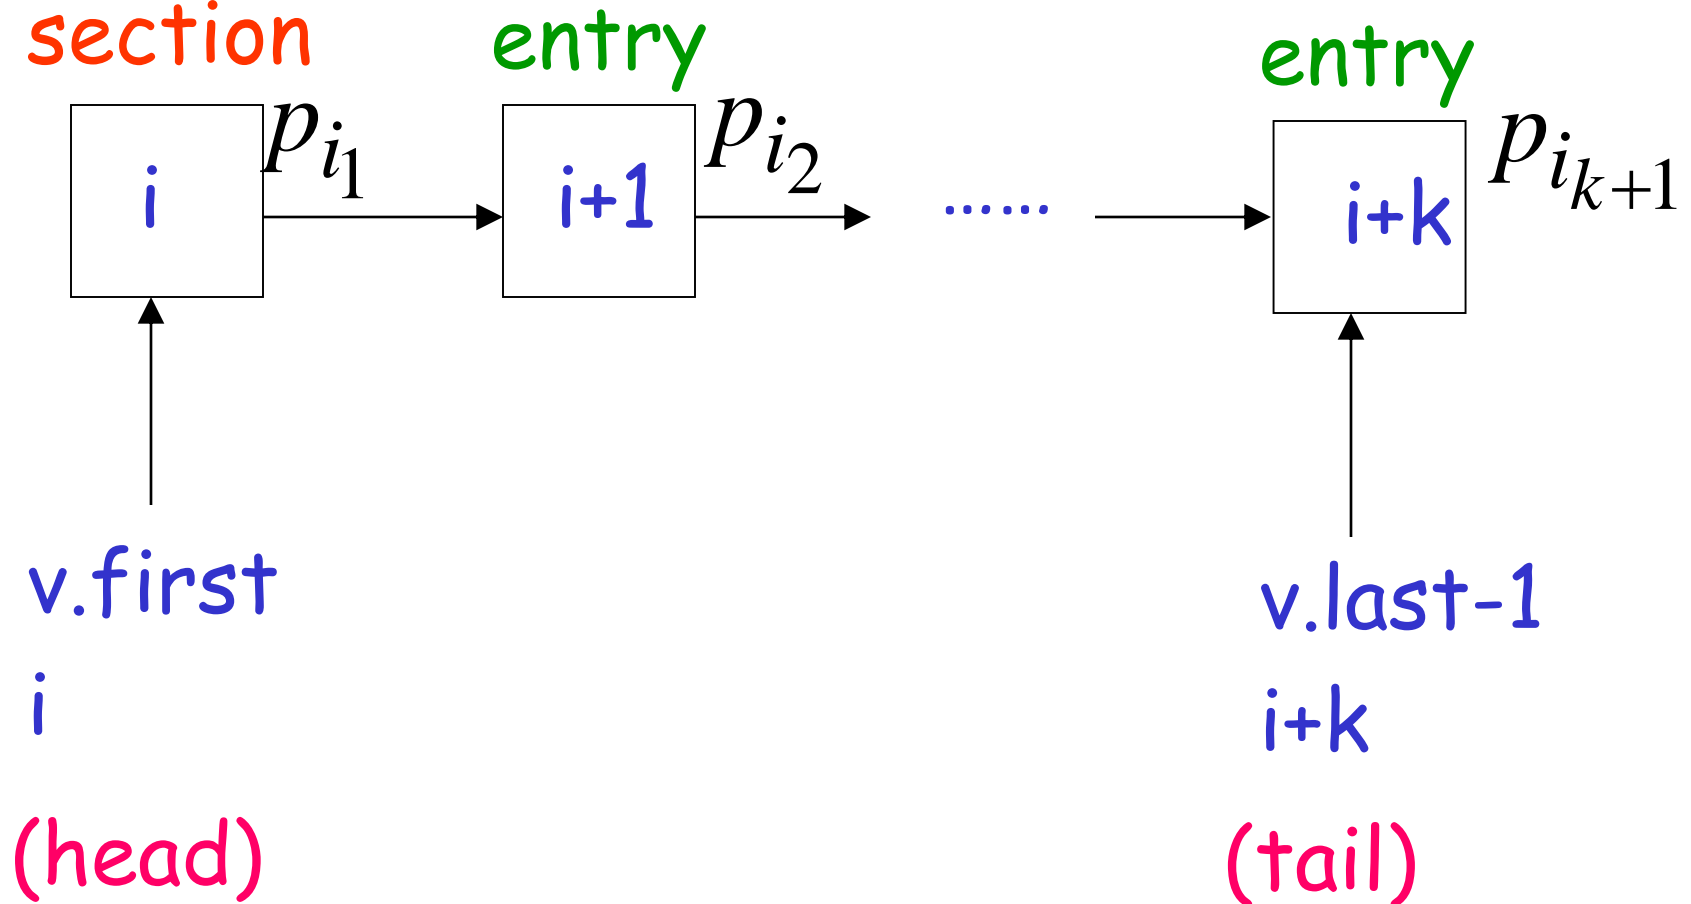 section entry entry
i p_{i_1} i+1 p_{i_2} ...... i+k p_{i_{k+1}}
v.first v.last-1
i i+k
(head) (tail)